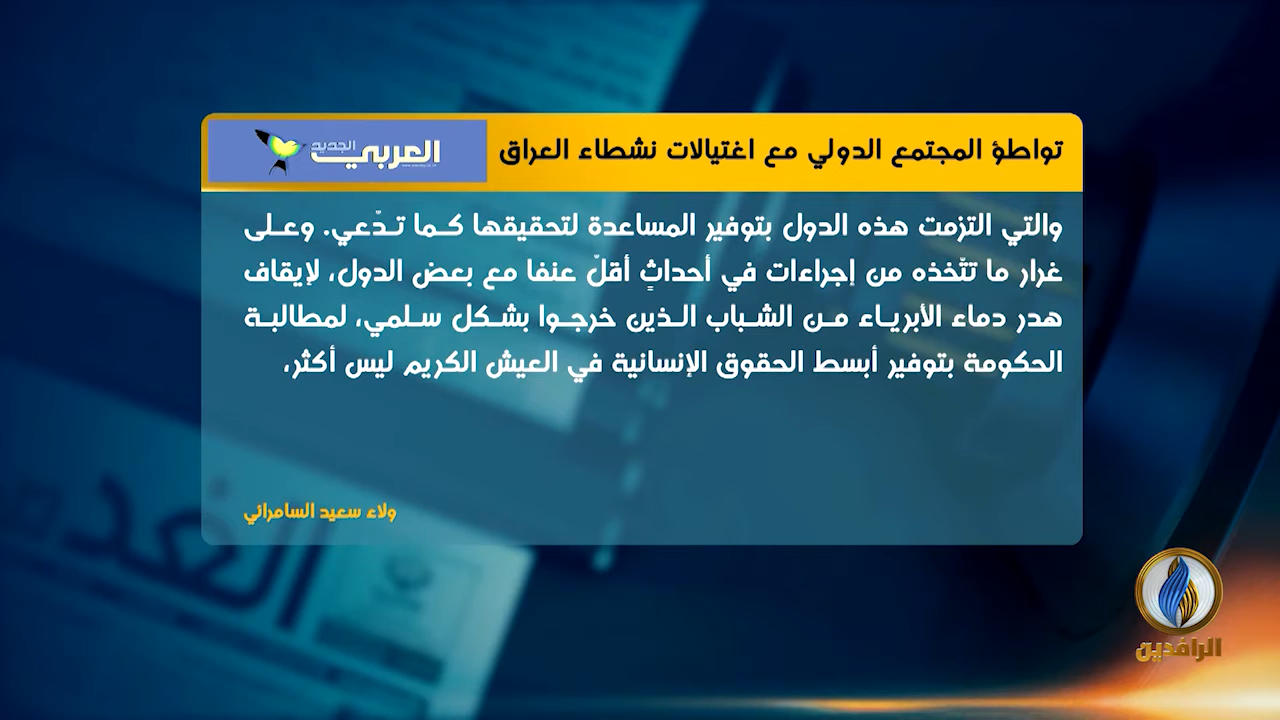 تواطؤ المجتمع الدولي مع اغتيالات نشطاء العراق
العربي الجديد
والتي التزمت هذه الدول بتوفير المساعدة لتحقيقها كما تدّعي. وعلى
غرار ما تتّخذه من إجراءات في أحداثٍ أقلّ عنفا مع بعض الدول، لإيقاف
هدر دماء الأبرياء من الشباب الذين خرجوا بشكل سلمي، لمطالبة
الحكومة بتوفير أبسط الحقوق الإنسانية في العيش الكريم ليس أكثر،
ولاء سعيد السامرائي
الغد
الرافدين